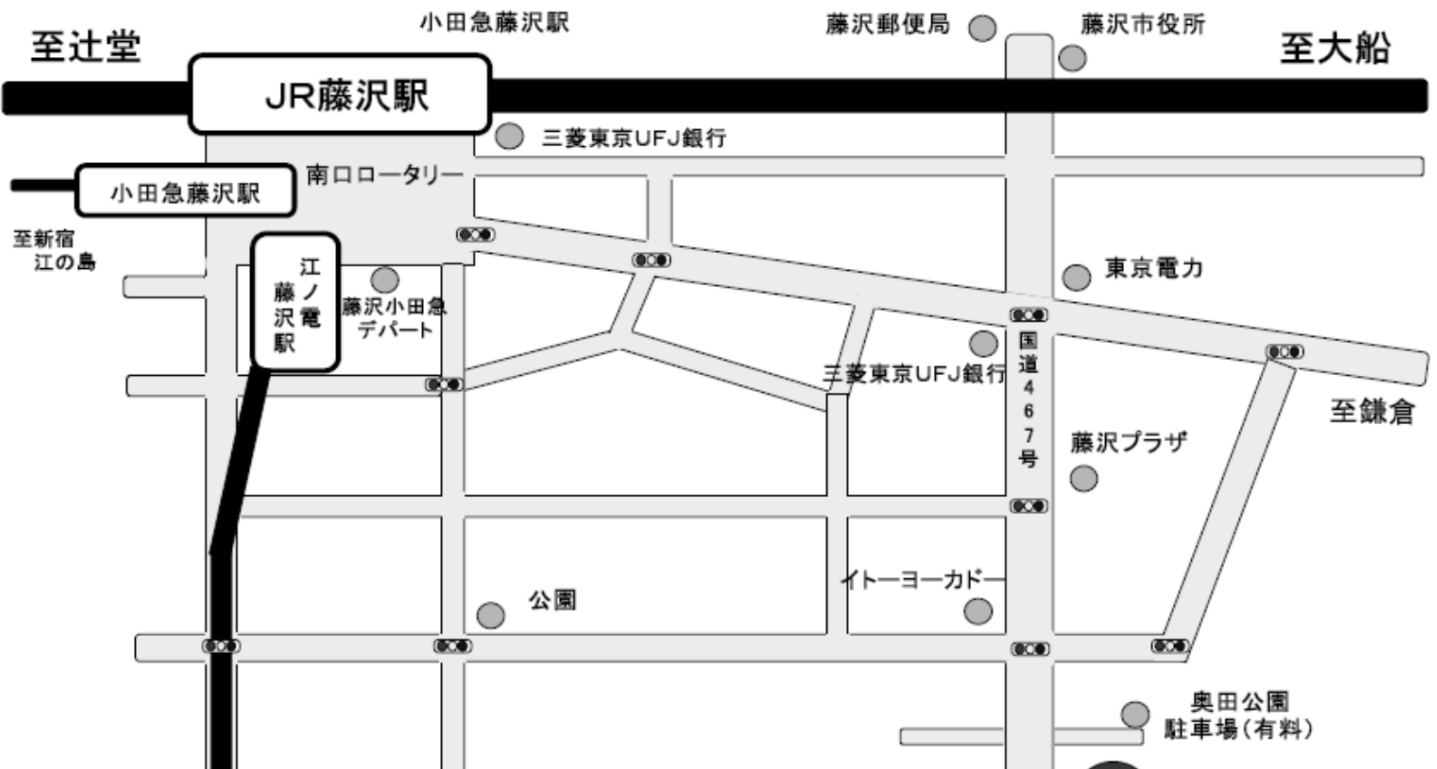 小田急藤沢駅
藤沢郵便局
藤沢市役所
至辻堂
至大船
JR藤沢駅
三菱東京UFJ銀行
南口ロータリー
小田急藤沢駅
至新宿
江の島
江ノ電
藤沢駅
藤沢小田急
デパート
東京電力
三菱東京UFJ銀行
国道467号
至鎌倉
藤沢プラザ
イトーヨーカドー
公園
奥田公園
駐車場(有料)